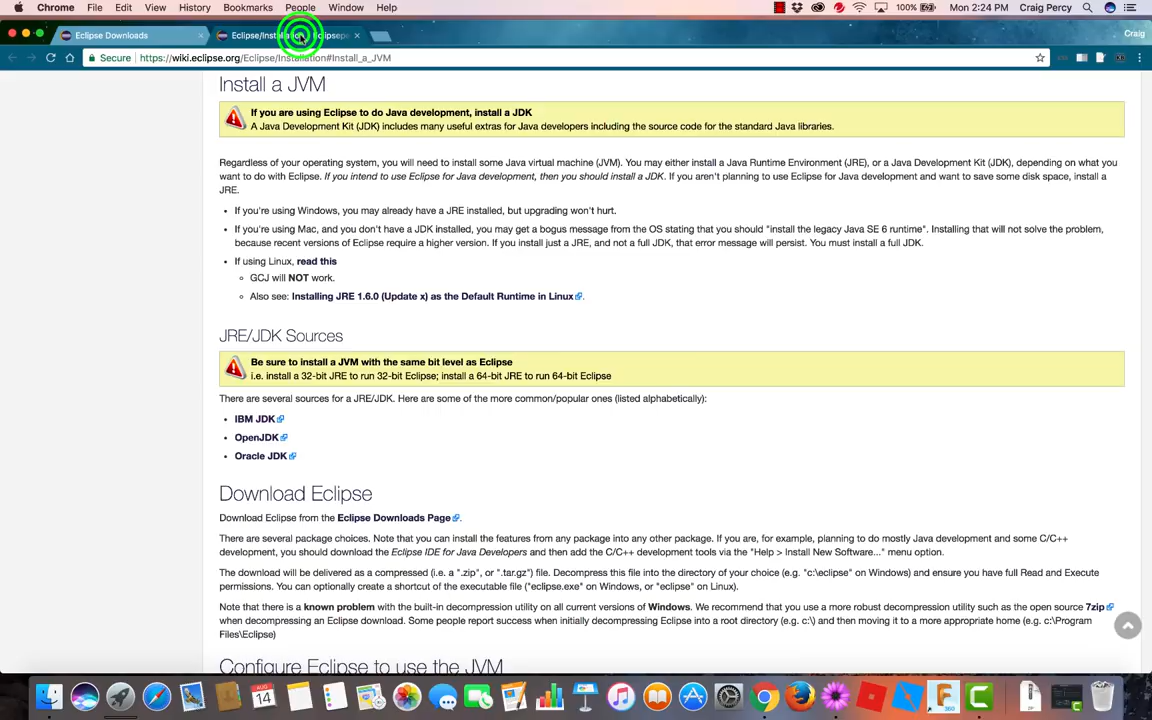 Chrome File Edit View History Bookmarks People Window Help 100% Mon 2:24 PM Craig Percy
Eclipse Downloads Craig
Secure https://wiki.eclipse.org/Eclipse/Installation#Install_a_JVM
Install a JVM
If you are using Eclipse to do Java development, install a JDK
A Java Development Kit (JDK) includes many useful extras for Java developers including the source code for the standard Java libraries.
Regardless of your operating system, you will need to install some Java virtual machine (JVM). You may either install a Java Runtime Environment (JRE), or a Java Development Kit (JDK), depending on what you
want to do with Eclipse. If you intend to use Eclipse for Java development, then you should install a JDK. If you aren't planning to use Eclipse for Java development and want to save some disk space, install a
JRE.
• If you're using Windows, you may already have a JRE installed, but upgrading won't hurt.
• If you're using Mac, and you don't have a JDK installed, you may get a bogus message from the OS stating that you should "install the legacy Java SE 6 runtime". Installing that will not solve the problem,
because recent versions of Eclipse require a higher version. If you install just a JRE, and not a full JDK, that error message will persist. You must install a full JDK.
• If using Linux, read this
○ GCJ will NOT work.
○ Also see: Installing JRE 1.6.0 (Update x) as the Default Runtime in Linux.
JRE/JDK Sources
Be sure to install a JVM with the same bit level as Eclipse
i.e. install a 32-bit JRE to run 32-bit Eclipse; install a 64-bit JRE to run 64-bit Eclipse
There are several sources for a JRE/JDK. Here are some of the more common/popular ones (listed alphabetically):
• IBM JDK
• OpenJDK
• Oracle JDK
Download Eclipse
Download Eclipse from the Eclipse Downloads Page.
There are several package choices. Note that you can install the features from any package into any other package. If you are, for example, planning to do mostly Java development and some C/C++
development, you should download the Eclipse IDE for Java Developers and then add the C/C++ development tools via the "Help > Install New Software..." menu option.
The download will be delivered as a compressed (i.e. a ".zip", or ".tar.gz") file. Decompress this file into the directory of your choice (e.g. "c:\eclipse" on Windows) and ensure you have full Read and Execute
permissions. You can optionally create a shortcut of the executable file ("eclipse.exe" on Windows, or "eclipse" on Linux).
Note that there is a known problem with the built-in decompression utility on all current versions of Windows. We recommend that you use a more robust decompression utility such as the open source 7zip
when decompressing an Eclipse download. Some people report success when initially decompressing Eclipse into a root directory (e.g. c:\) and then moving it to a more appropriate home (e.g. c:\Program
Files\Eclipse)
Configure Eclipse to use the JVM
AUG
14